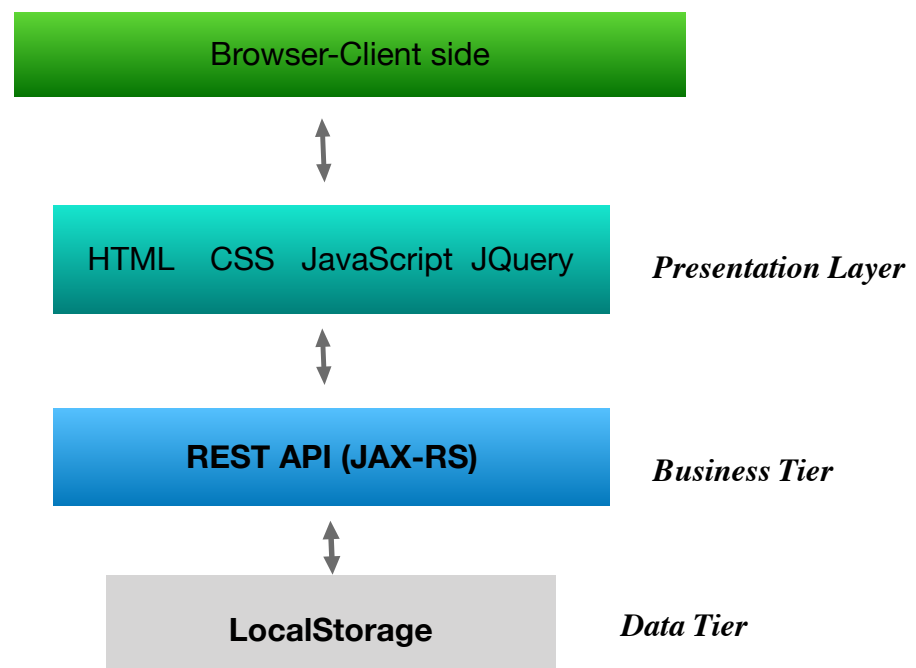 Browser-Client side
HTML CSS JavaScript JQuery
Presentation Layer
REST API (JAX-RS)
Business Tier
LocalStorage
Data Tier